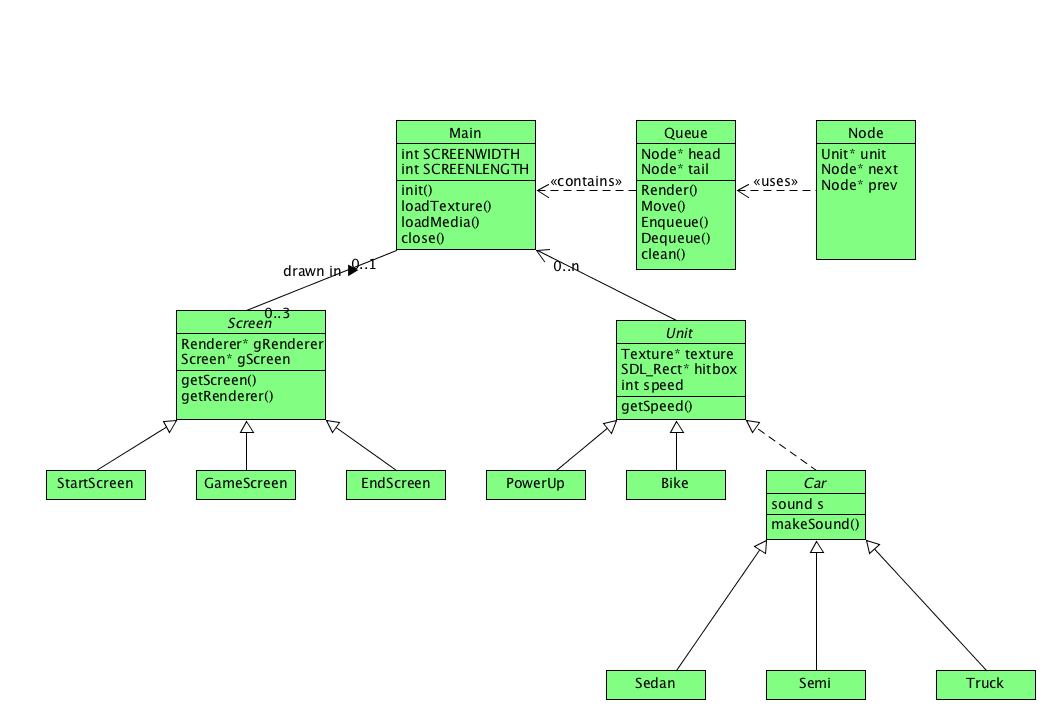 Main
int SCREENWIDTH
int SCREENLENGTH
init()
loadTexture()
loadMedia()
close()
«contains»
Queue
Node* head
Node* tail
Render()
Move()
Enqueue()
Dequeue()
clean()
«uses»
Node
Unit* unit
Node* next
Node* prev
drawn in
0..1
0..3
0..n
Screen
Renderer* gRenderer
Screen* gScreen
getScreen()
getRenderer()
Unit
Texture* texture
SDL_Rect* hitbox
int speed
getSpeed()
StartScreen
GameScreen
EndScreen
PowerUp
Bike
Car
sound s
makeSound()
Sedan
Semi
Truck